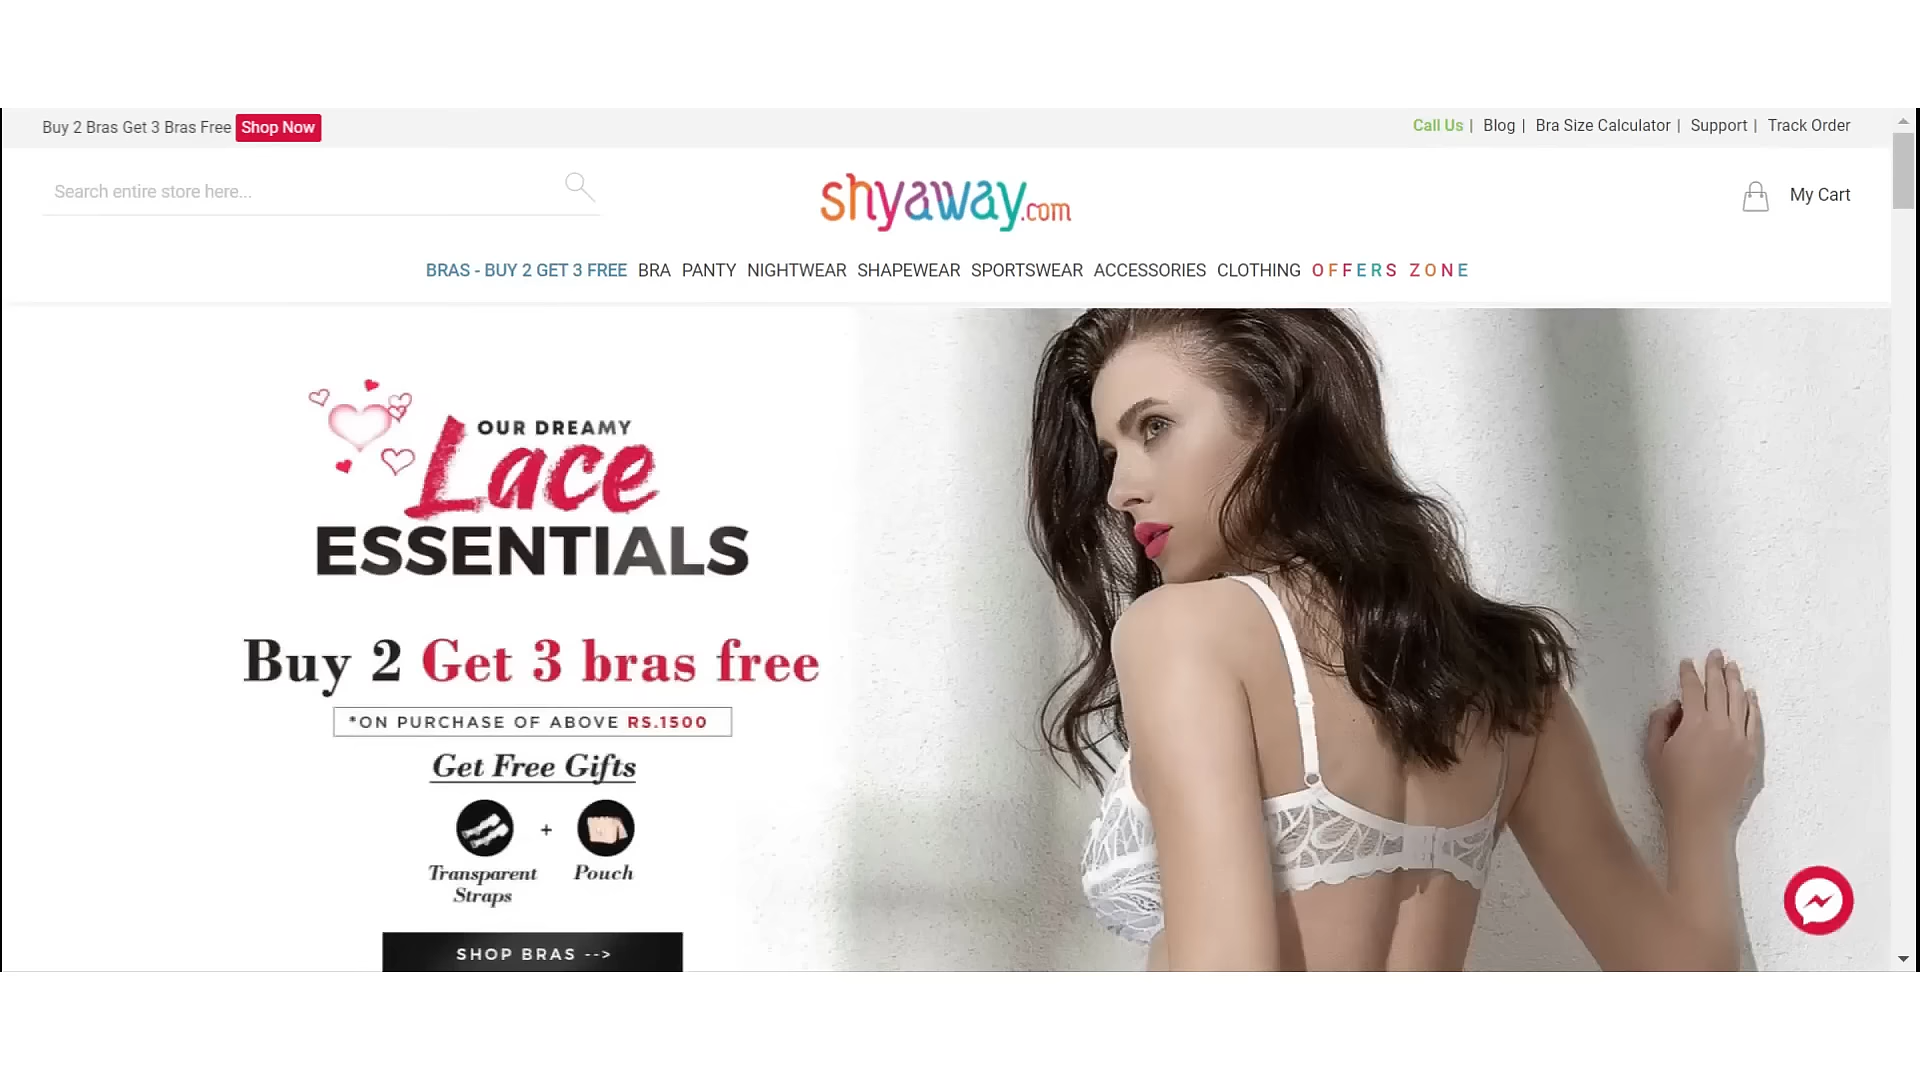 Buy 2 Bras Get 3 Bras Free Shop Now
Call Us | Blog | Bra Size Calculator | Support | Track Order
Search entire store here...
shyaway.com
My Cart
BRAS - BUY 2 GET 3 FREE BRA PANTY NIGHTWEAR SHAPEWEAR SPORTSWEAR ACCESSORIES CLOTHING OFFERS ZONE
OUR DREAMY
Lace
ESSENTIALS
Buy 2 Get 3 bras free
*ON PURCHASE OF ABOVE RS.1500
Get Free Gifts
+
Transparent Straps
Pouch
SHOP BRAS -->